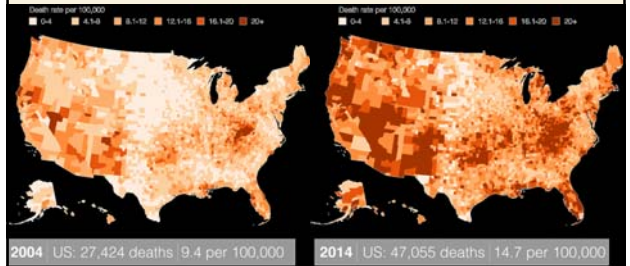 Death rate per 100,000
0-4 4.1-8 8.1-12 12.1-16 16.1-20 20+
Death rate per 100,000
0-4 4.1-8 8.1-12 12.1-16 16.1-20 20+
2004 US: 27,424 deaths 9.4 per 100,000
2014 US: 47,055 deaths 14.7 per 100,000